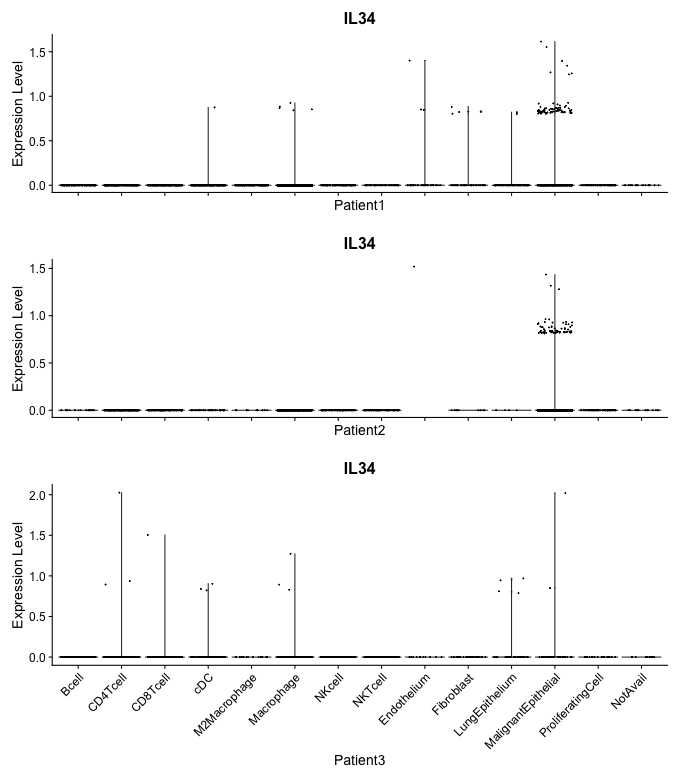 IL34
Expression Level
1.5
1.0
0.5
0.0
Patient1
IL34
Expression Level
1.5
1.0
0.5
0.0
Patient2
IL34
Expression Level
2.0
1.5
1.0
0.5
0.0
Bcell
CD4Tcell
CD8Tcell
cDC
M2Macrophage
Macrophage
NKcell
NKTcell
Endothelium
Fibroblast
LungEpithelium
MalignantEpithelial
ProliferatingCell
NotAvail
Patient3